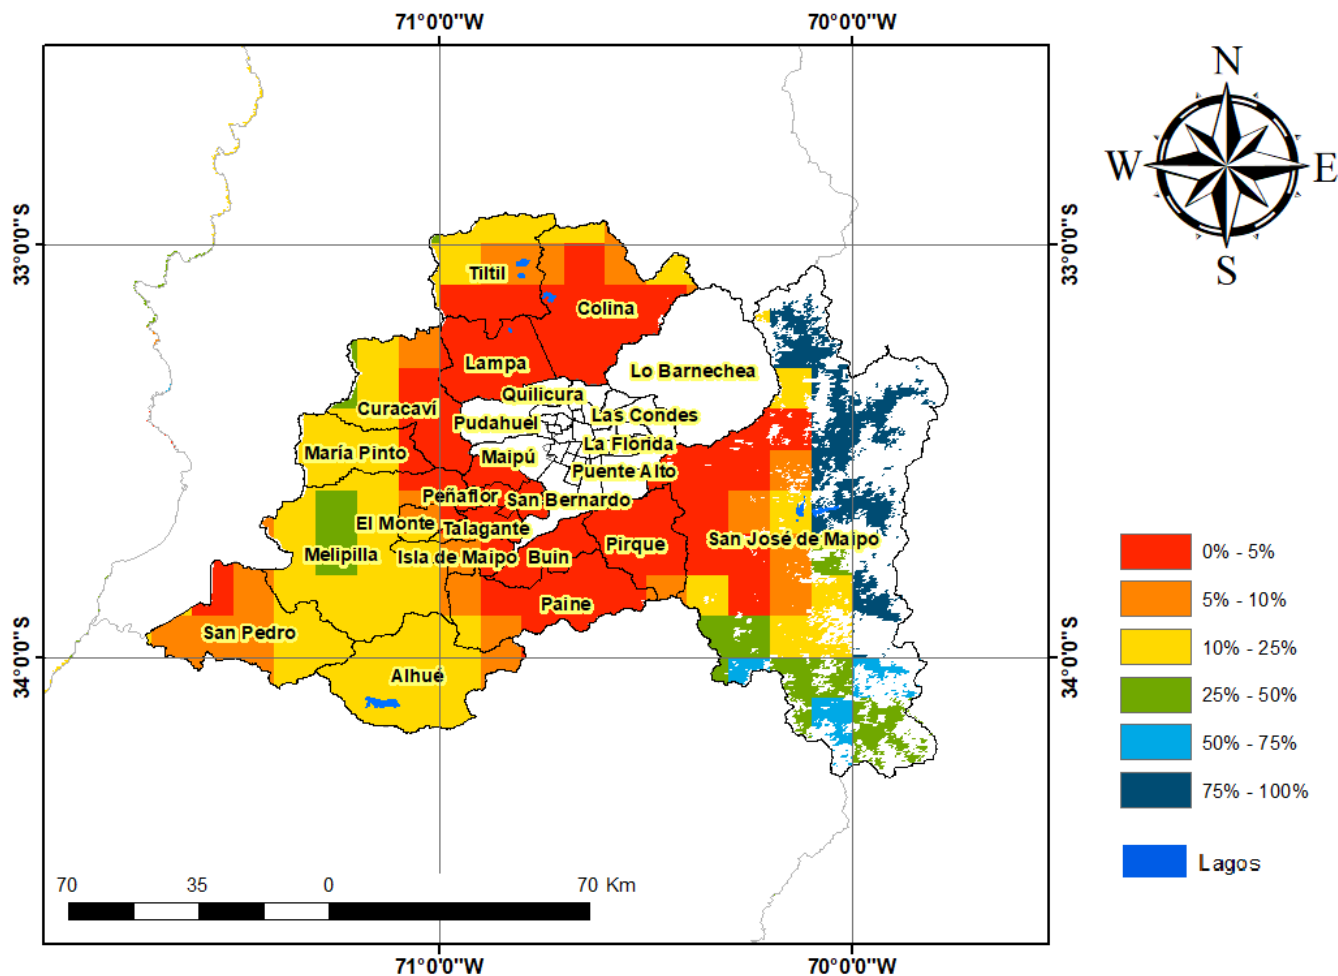 71°0'0"W
70°0'0"W
N
W
E
S
33°0'0"S
33°0'0"S
Tiltil
Colina
Lampa
Lo Barnechea
Quilicura
Curacaví
Las Condes
Pudahuel
La Florida
María Pinto
Maipú
Puente Alto
Peñaflor
San Bernardo
El Monte
Talagante
San José de Maipo
Melipilla
Isla de Maipo
Buin
Pirque
Paine
San Pedro
Alhué
34°0'0"S
34°0'0"S
0% - 5%
5% - 10%
10% - 25%
25% - 50%
50% - 75%
75% - 100%
Lagos
70
35
0
70 Km
71°0'0"W
70°0'0"W